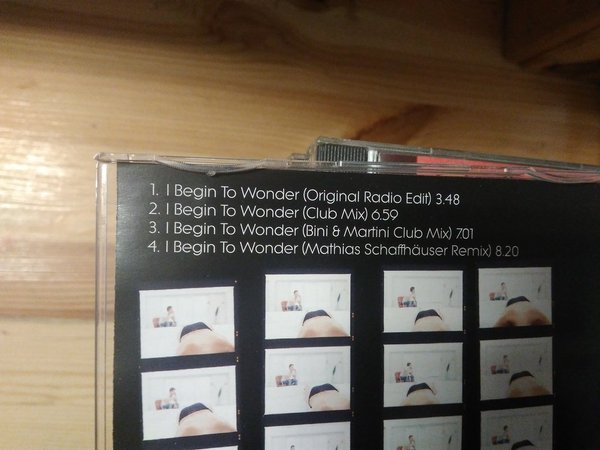 1. I Begin To Wonder (Original Radio Edit) 3.48
2. I Begin To Wonder (Club Mix) 6.59
3. I Begin To Wonder (Bini & Martini Club Mix) 7.01
4. I Begin To Wonder (Mathias Schaffhäuser Remix) 8.20